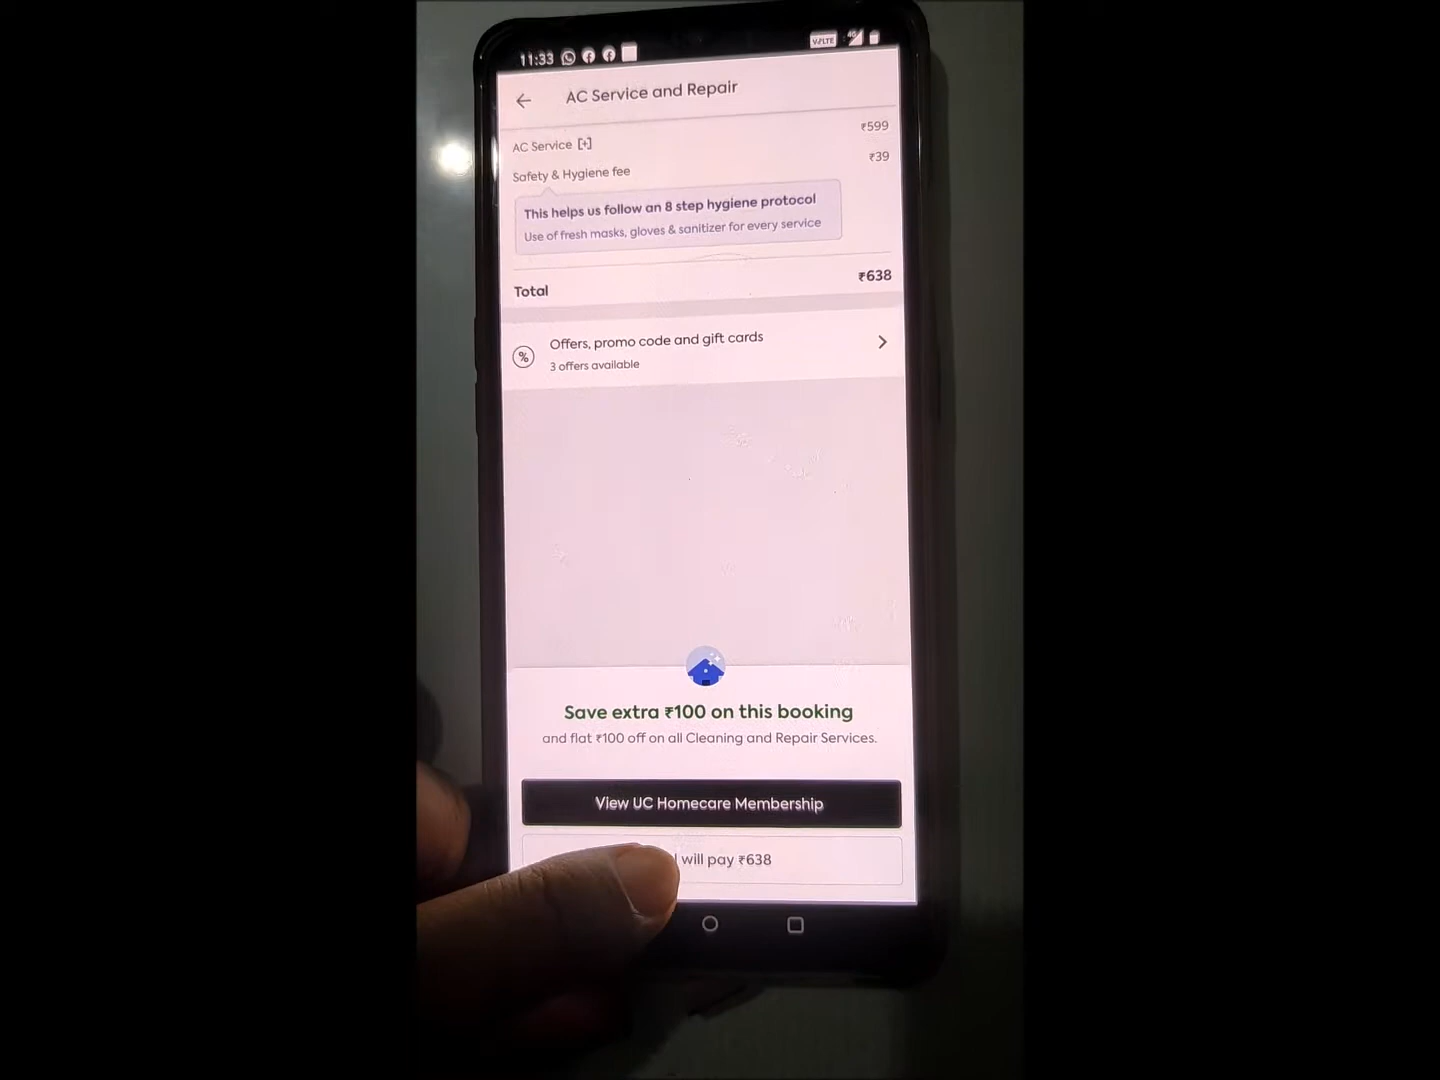 11:33
VoLTE 4G
AC Service and Repair
AC Service [+] ₹599
Safety & Hygiene fee ₹39
This helps us follow an 8 step hygiene protocol
Use of fresh masks, gloves & sanitizer for every service
Total ₹638
% Offers, promo code and gift cards
3 offers available
Save extra ₹100 on this booking
and flat ₹100 off on all Cleaning and Repair Services.
View UC Homecare Membership
I will pay ₹638